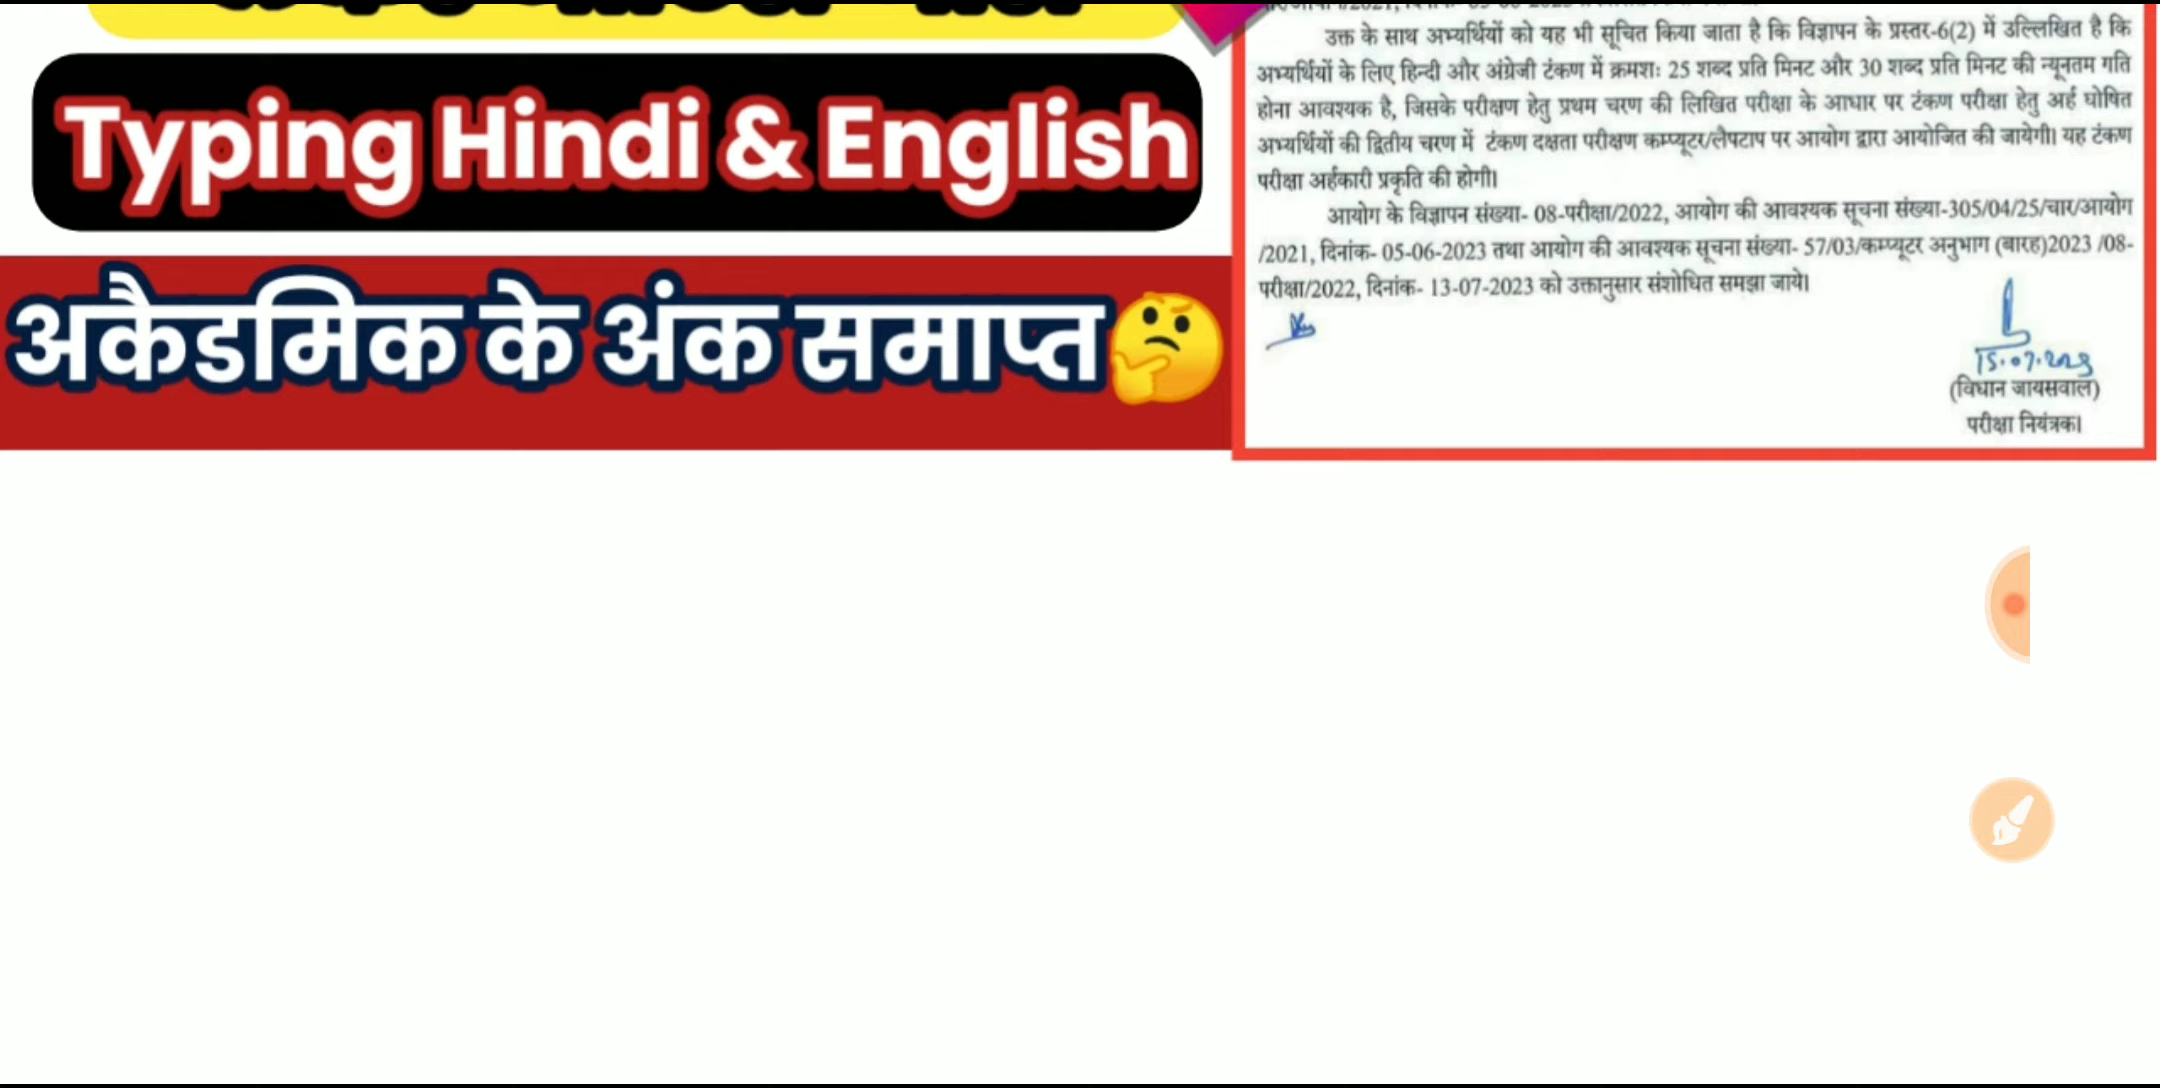 Typing Hindi & English
अकैडमिक के अंक समाप्त
उक्त के साथ अभ्यर्थियों को यह भी सूचित किया जाता है कि विज्ञापन के प्रस्तर-6(2) में उल्लिखित है कि
अभ्यर्थियों के लिए हिन्दी और अंग्रेजी टंकण में क्रमशः 25 शब्द प्रति मिनट और 30 शब्द प्रति मिनट की न्यूनतम गति
होना आवश्यक है, जिसके परीक्षण हेतु प्रथम चरण की लिखित परीक्षा के आधार पर टंकण परीक्षा हेतु अर्ह घोषित
अभ्यर्थियों की द्वितीय चरण में टंकण दक्षता परीक्षण कम्प्यूटर/लैपटाप पर आयोग द्वारा आयोजित की जायेगी। यह टंकण
परीक्षा अर्हकारी प्रकृति की होगी।
आयोग के विज्ञापन संख्या- 08-परीक्षा/2022, आयोग की आवश्यक सूचना संख्या-305/04/25/चार/आयोग
/2021, दिनांक- 05-06-2023 तथा आयोग की आवश्यक सूचना संख्या- 57/03/कम्प्यूटर अनुभाग (बारह)2023 /08-
परीक्षा/2022, दिनांक- 13-07-2023 को उक्तानुसार संशोधित समझा जाये।
15.07.2023
(विधान जायसवाल)
परीक्षा नियंत्रक।